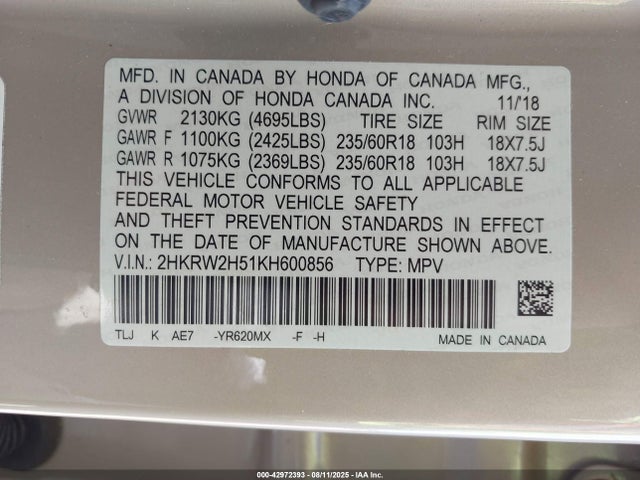 MFD. IN CANADA BY HONDA OF CANADA MFG.,
A DIVISION OF HONDA CANADA INC. 11/'18
GVWR 2130KG (4695LBS) TIRE SIZE RIM SIZE
GAWR F 1100KG (2425LBS) 235/60R18 103H 18X7.5J
GAWR R 1075KG (2369LBS) 235/60R18 103H 18X7.5J
THIS VEHICLE CONFORMS TO ALL APPLICABLE
FEDERAL MOTOR VEHICLE SAFETY
AND THEFT PREVENTION STANDARDS IN EFFECT
ON THE DATE OF MANUFACTURE SHOWN ABOVE.
V.I.N.: 2HKRW2H51KH600856 TYPE: MPV
TLJ K AE7 -YR620MX -F -H MADE IN CANADA
000-42972393 - 08/11/2025 - IAA Inc.